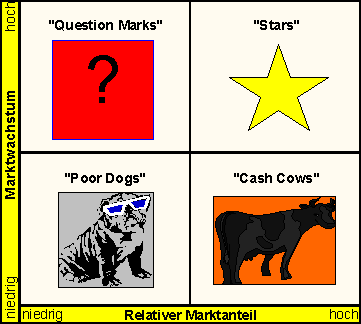 hoch
"Question Marks"
"Stars"
?
Marktwachstum
"Poor Dogs"
"Cash Cows"
niedrig
niedrig
Relativer Marktanteil
hoch